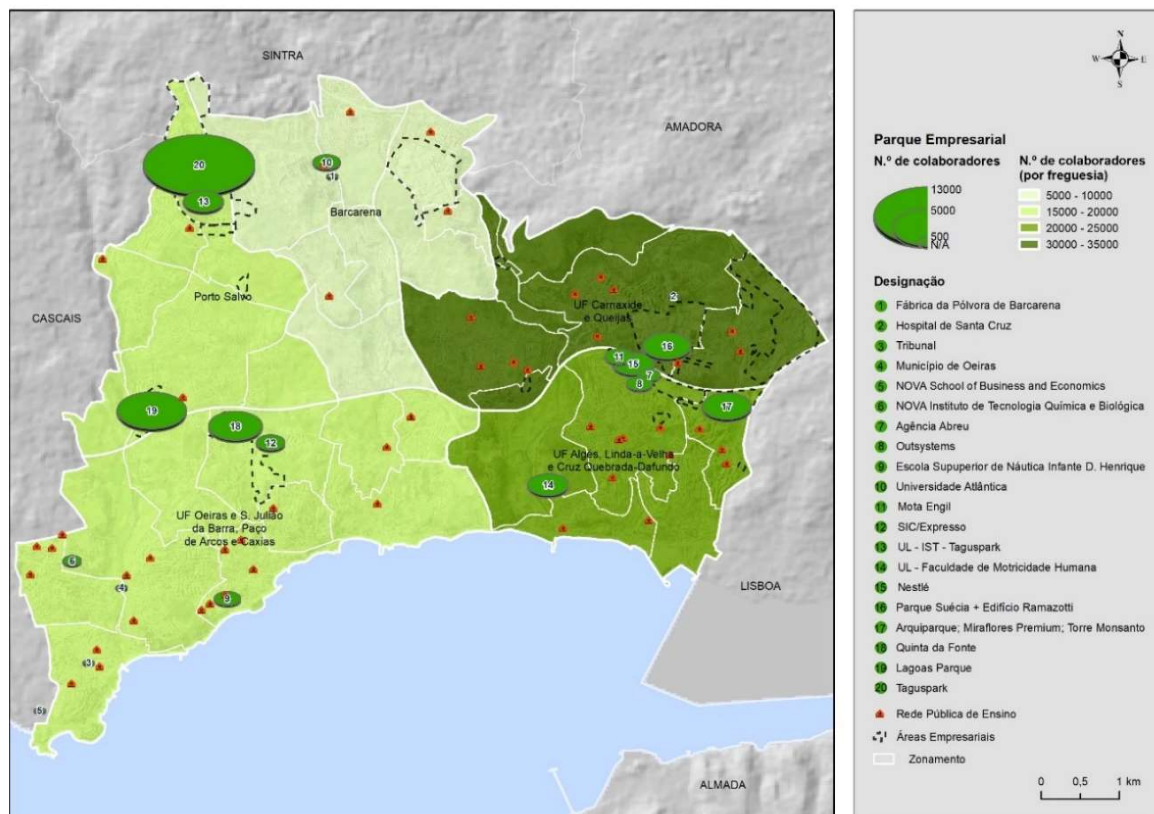 SINTRA
AMADORA
20
10
(1)
13
Barcarena
Porto Salvo
2
UF Carnaxide
e Queijas
CASCAIS
16
11
15
7
8
19
17
18
12
UF Algés, Linda-a-Velha
e Cruz Quebrada-Dafundo
14
UF Oeiras e S. Julião
da Barra, Paço
de Arcos e Caxias
6
(4)
LISBOA
9
(3)
(5)
ALMADA
N
W E
S
Parque Empresarial
N.º de colaboradores
13000
5000
500
N/A
N.º de colaboradores
(por freguesia)
5000 - 10000
15000 - 20000
20000 - 25000
30000 - 35000
Designação
1 Fábrica da Pólvora de Barcarena
2 Hospital de Santa Cruz
3 Tribunal
4 Município de Oeiras
5 NOVA School of Business and Economics
6 NOVA Instituto de Tecnologia Química e Biológica
7 Agência Abreu
8 Outsystems
9 Escola Supuperior de Náutica Infante D. Henrique
10 Universidade Atlântica
11 Mota Engil
12 SIC/Expresso
13 UL - IST - Taguspark
14 UL - Faculdade de Motricidade Humana
15 Nestlé
16 Parque Suécia + Edifício Ramazotti
17 Arquiparque; Miraflores Premium; Torre Monsanto
18 Quinta da Fonte
19 Lagoas Parque
20 Taguspark
Rede Pública de Ensino
Áreas Empresariais
Zonamento
0 0,5 1 km